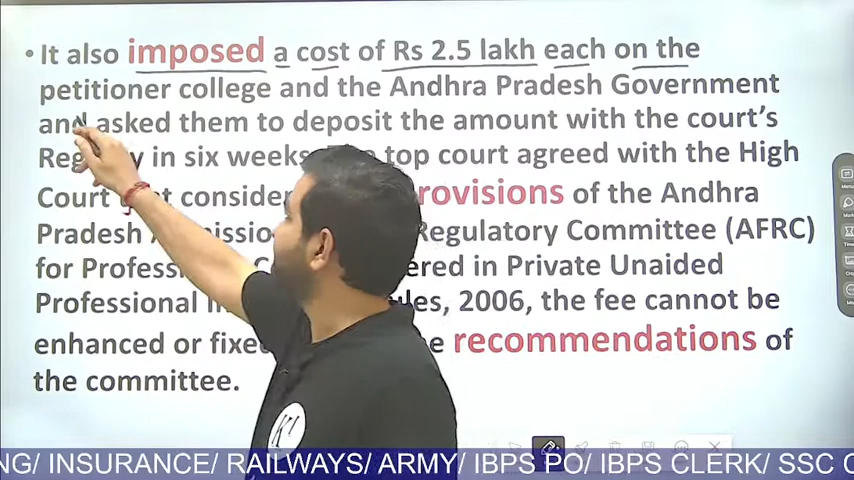 • It also imposed a cost of Rs 2.5 lakh each on the
petitioner college and the Andhra Pradesh Government
and asked them to deposit the amount with the court's
in six weeks. top court agreed with the High
Court considering provisions of the Andhra
Pradesh Regulatory Committee (AFRC)
for in Private Unaided
Professional Rules, 2006, the fee cannot be
enhanced or fixed recommendations of
the committee.
K
NG/ INSURANCE/ RAILWAYS/ ARMY/ IBPS PO/ IBPS CLERK/ SSC C